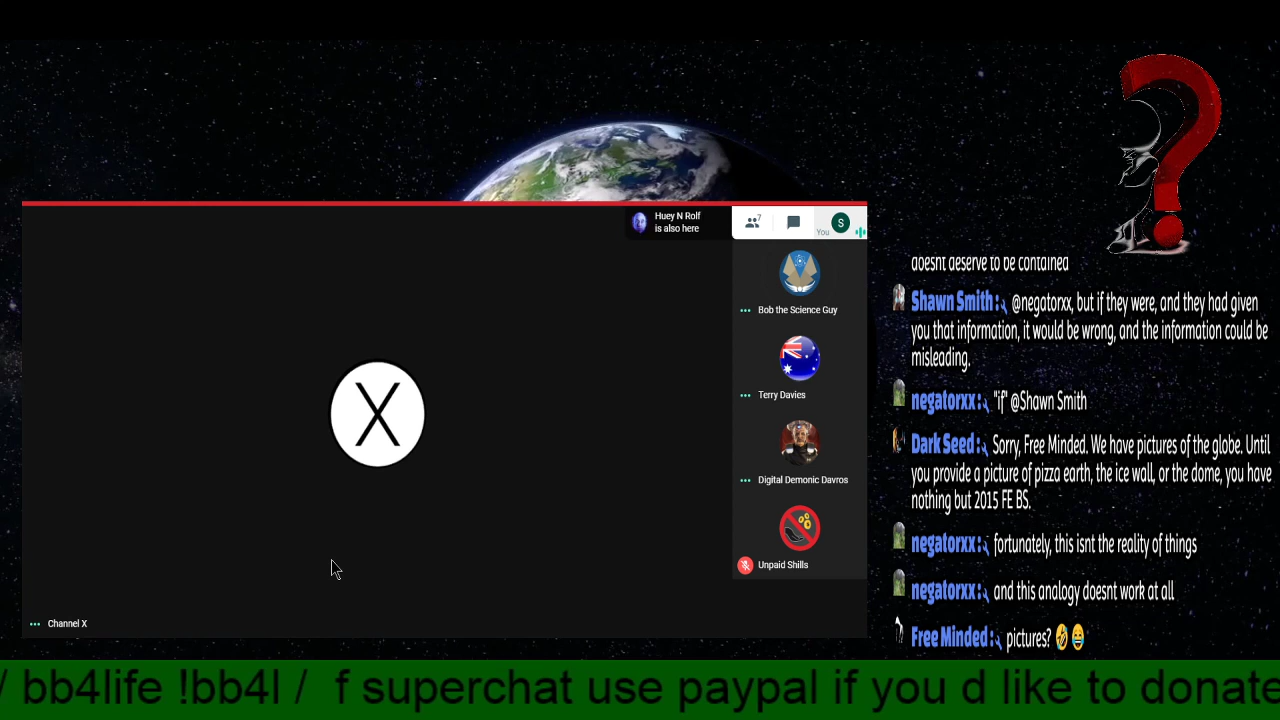 Huey N Rolf
is also here
7
You
S
Bob the Science Guy
Terry Davies
Digital Demonic Davros
Unpaid Shills
X
Channel X
?
doesnt deserve to be contained
Shawn Smith: @negatorxx, but if they were, and they had given
you that information, it would be wrong, and the information could be
misleading.
negatorxx: "if" @Shawn Smith
Dark Seed: Sorry, Free Minded. We have pictures of the globe. Until
you provide a picture of pizza earth, the ice wall, or the dome, you have
nothing but 2015 FE BS.
negatorxx: fortunately, this isnt the reality of things
negatorxx: and this analogy doesnt work at all
Free Minded: pictures? 🤣😂
/ bb4life !bb4l / f superchat use paypal if you d like to donate